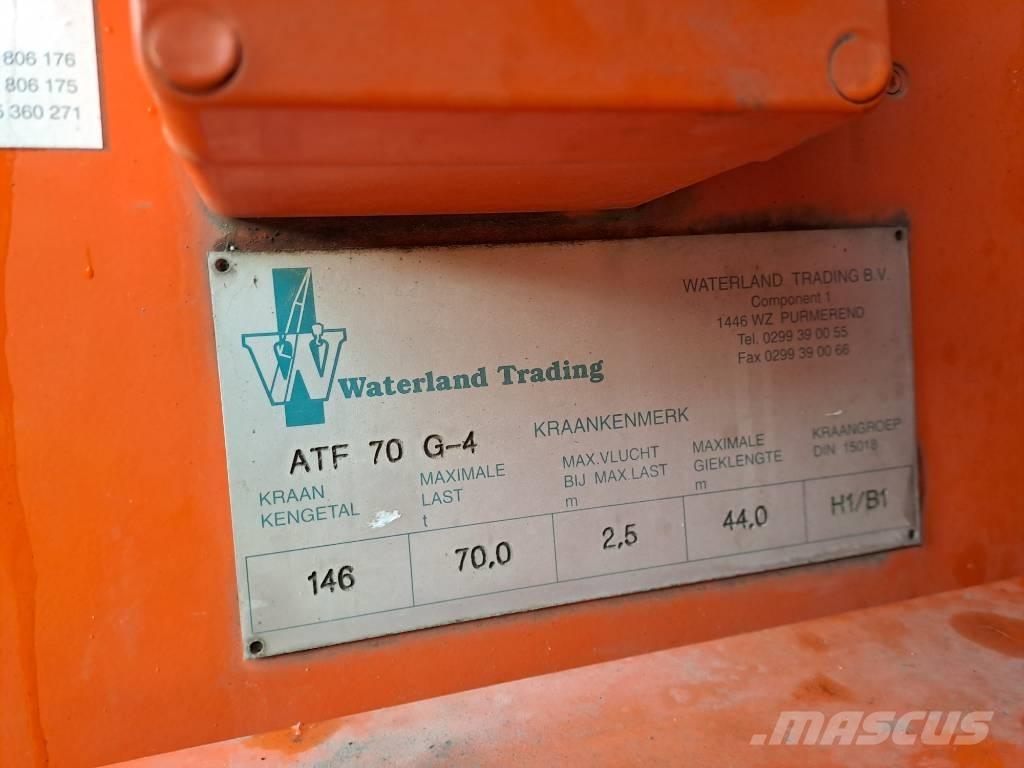 806 176
806 175
360 271
WATERLAND TRADING B.V.
Component 1
1446 WZ PURMEREND
Tel. 0299 39 00 55
Fax 0299 39 00 66
W
Waterland Trading
ATF 70 G-4
KRAANKENMERK
KRAAN KENGETAL
MAXIMALE LAST t
MAX.VLUCHT BIJ MAX.LAST m
MAXIMALE GIEKLENGTE m
KRAANGROEP DIN 15018
146
70,0
2,5
44,0
H1/B1
MASCUS